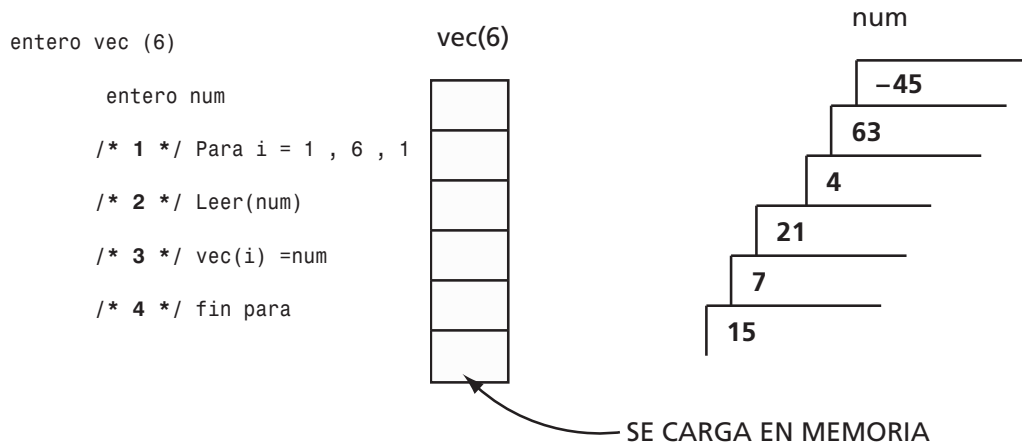 entero vec (6)
entero num
/* 1 */ Para i = 1 , 6 , 1
/* 2 */ Leer(num)
/* 3 */ vec(i) =num
/* 4 */ fin para
vec(6)
num
–45
63
4
21
7
15
SE CARGA EN MEMORIA